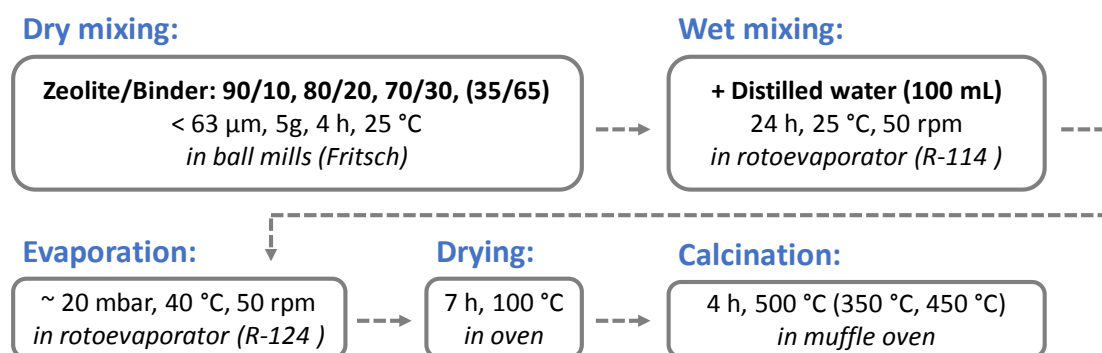 Dry mixing:
Zeolite/Binder: 90/10, 80/20, 70/30, (35/65)
< 63 µm, 5g, 4 h, 25 °C
in ball mills (Fritsch)
Wet mixing:
+ Distilled water (100 mL)
24 h, 25 °C, 50 rpm
in rotoevaporator (R-114 )
Evaporation:
~ 20 mbar, 40 °C, 50 rpm
in rotoevaporator (R-124 )
Drying:
7 h, 100 °C
in oven
Calcination:
4 h, 500 °C (350 °C, 450 °C)
in muffle oven